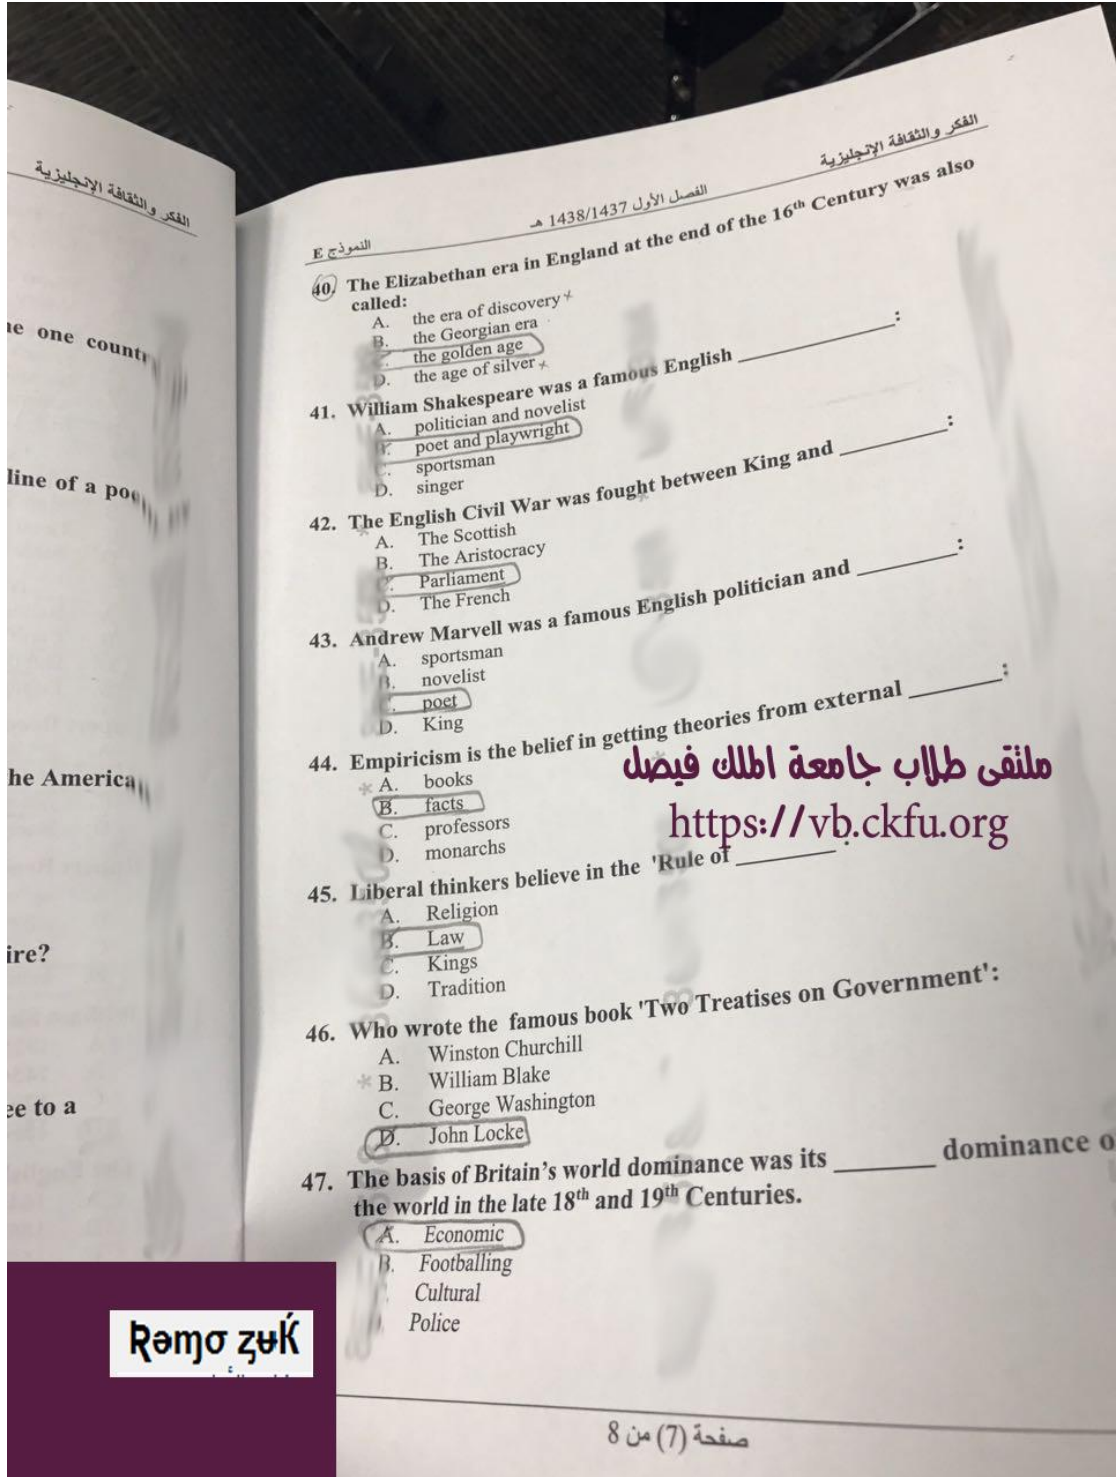 الفكر والثقافة الإنجليزية
ne one countr
line of a poe
he America
ire?
ee to a
الفكر والثقافة الإنجليزية
الفصل الأول 1438/1437 هـ
النموذج E
40. The Elizabethan era in England at the end of the 16th Century was also
called:
A. the era of discovery
B. the Georgian era
C. the golden age
D. the age of silver
41. William Shakespeare was a famous English ________:
A. politician and novelist
B. poet and playwright
C. sportsman
D. singer
42. The English Civil War was fought between King and ________:
A. The Scottish
B. The Aristocracy
C. Parliament
D. The French
43. Andrew Marvell was a famous English politician and ________:
A. sportsman
B. novelist
C. poet
D. King
44. Empiricism is the belief in getting theories from external ________:
A. books
B. facts
C. professors
D. monarchs
ملتقى طلاب جامعة الملك فيصل
https://vb.ckfu.org
45. Liberal thinkers believe in the 'Rule of ________ .
A. Religion
B. Law
C. Kings
D. Tradition
46. Who wrote the famous book 'Two Treatises on Government':
A. Winston Churchill
B. William Blake
C. George Washington
D. John Locke
47. The basis of Britain's world dominance was its ________ dominance o
the world in the late 18th and 19th Centuries.
A. Economic
B. Footballing
Cultural
Police
Ʀəɱσ ȥʉḰ
صفحة (7) من 8